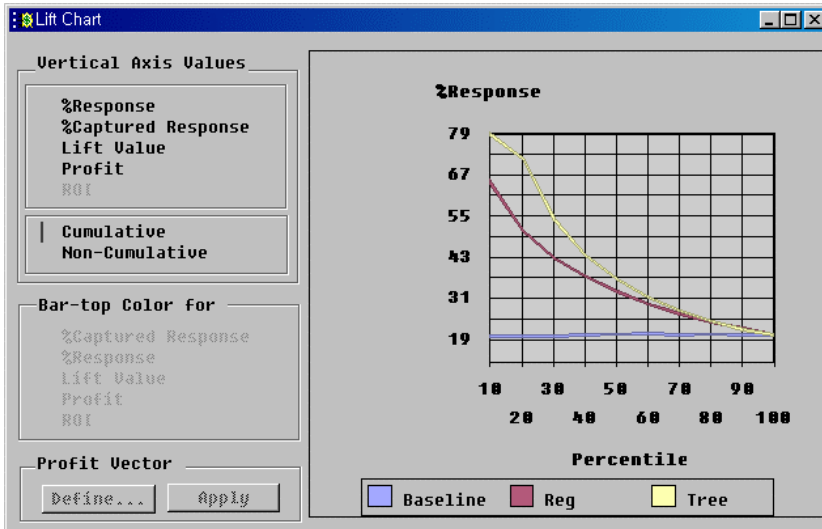 Lift Chart
Vertical Axis Values
%Response
%Captured Response
Lift Value
Profit
ROI
Cumulative
Non-Cumulative
Bar-top Color for
%Captured Response
%Response
Lift Value
Profit
ROI
Profit Vector
Define...
Apply
%Response
79
67
55
43
31
19
10 30 50 70 90
20 40 60 80 100
Percentile
Baseline Reg Tree